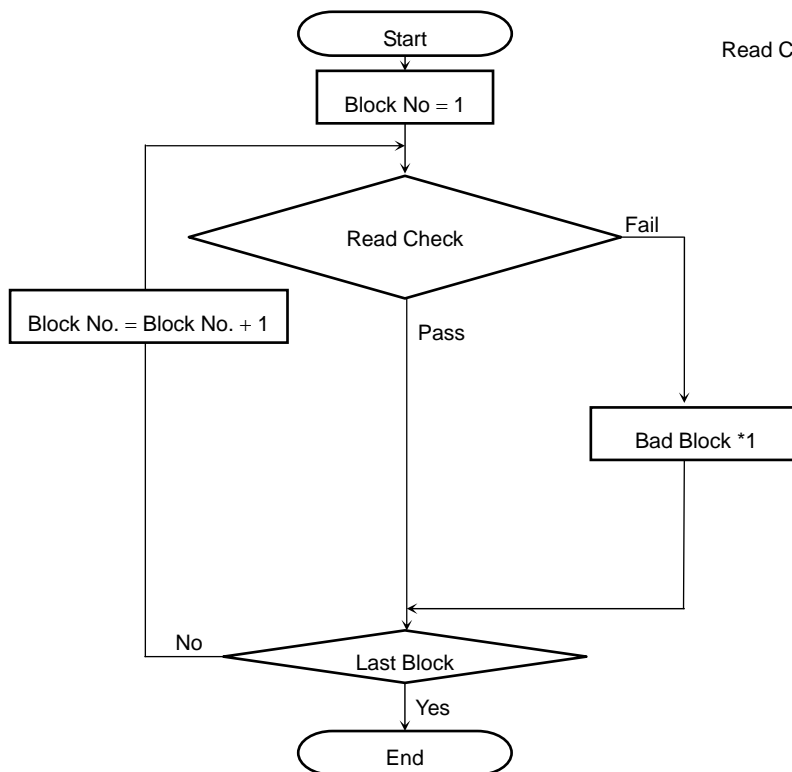 Start
Read C
Block No = 1
Read Check
Fail
Block No. = Block No. + 1
Pass
Bad Block *1
No
Last Block
Yes
End